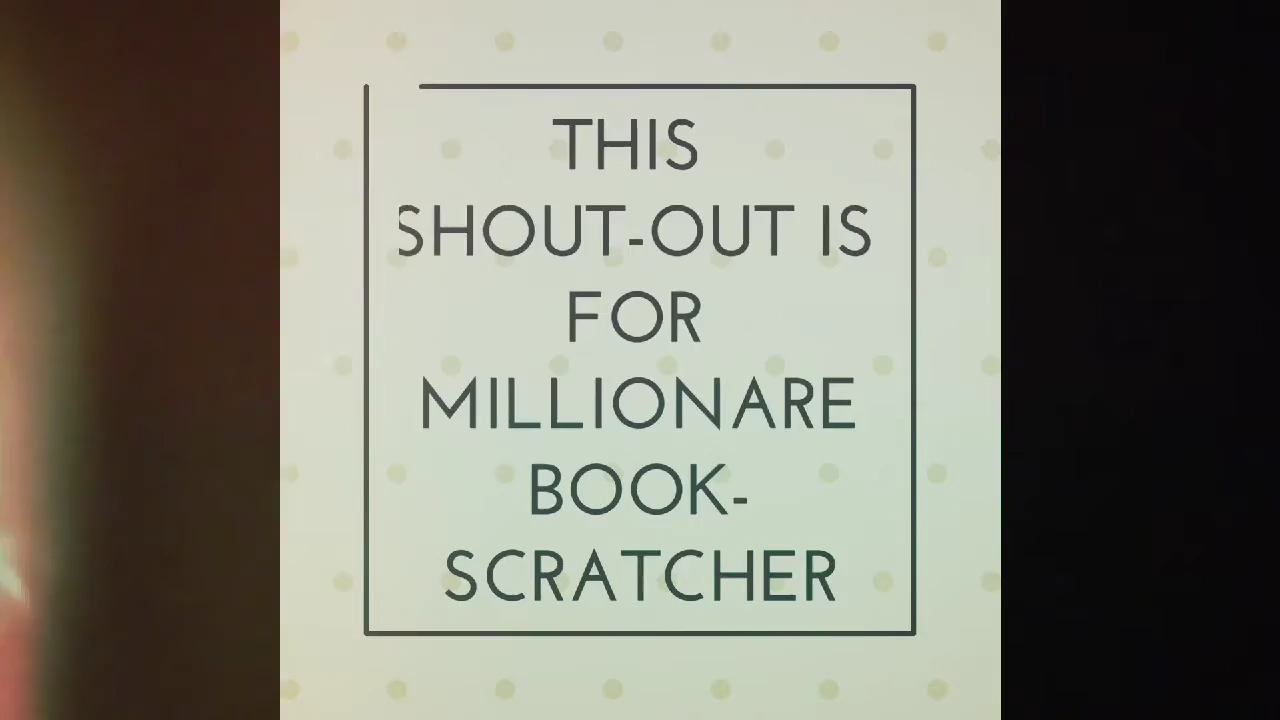 THIS
SHOUT-OUT IS
FOR
MILLIONARE
BOOK-
SCRATCHER